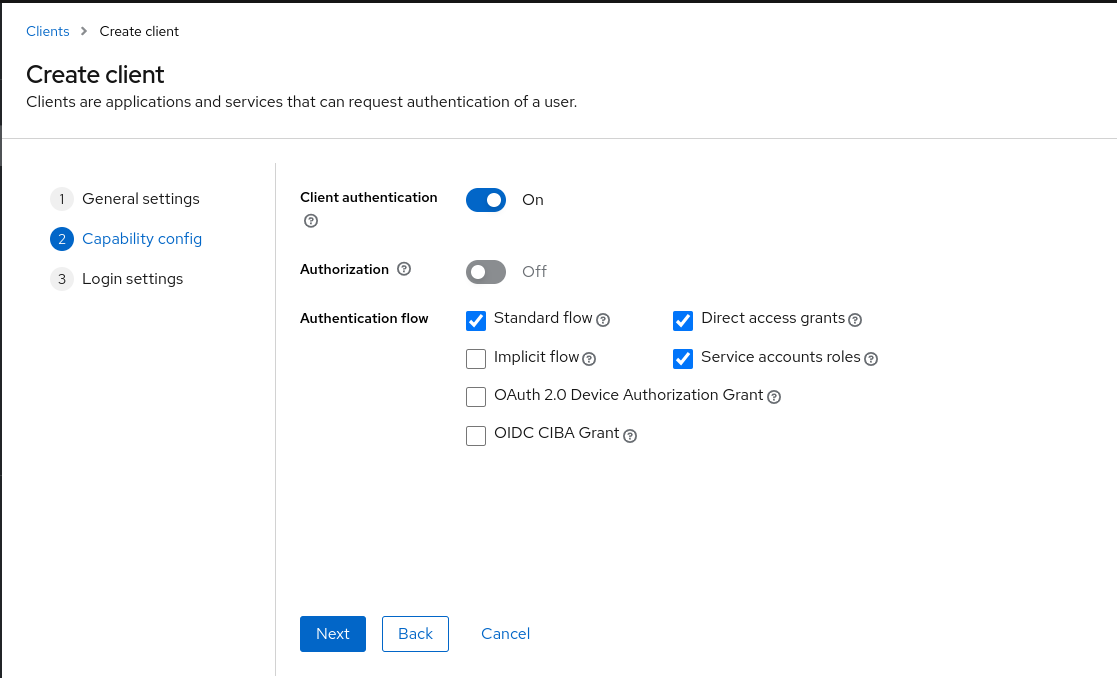 Clients > Create client
Create client
Clients are applications and services that can request authentication of a user.
1 General settings
2 Capability config
3 Login settings
Client authentication
On
Authorization
Off
Authentication flow
Standard flow
Direct access grants
Implicit flow
Service accounts roles
OAuth 2.0 Device Authorization Grant
OIDC CIBA Grant
Next
Back
Cancel